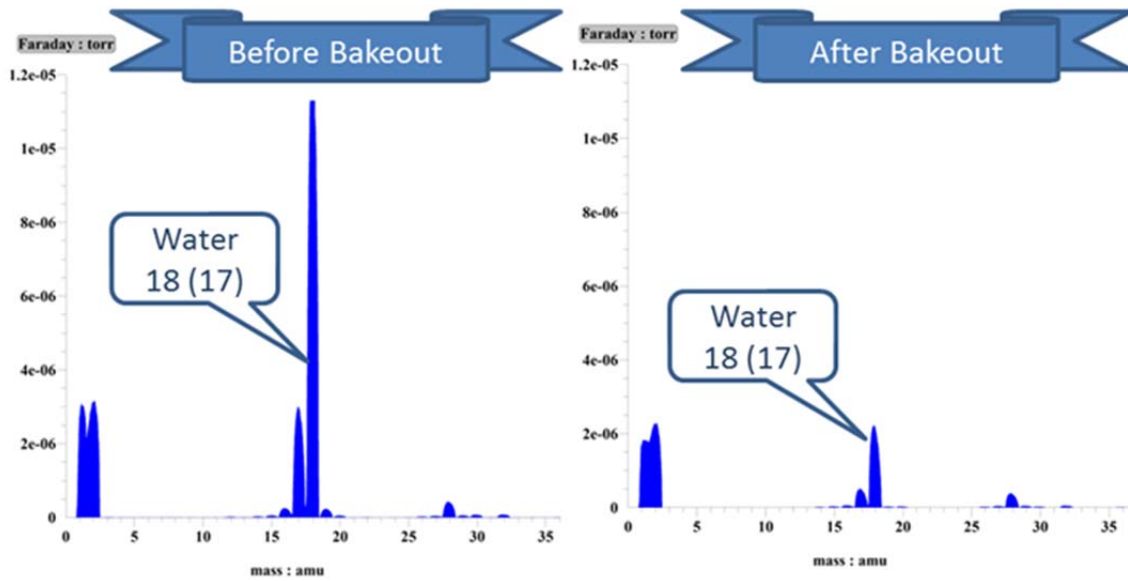 Faraday : torr
Before Bakeout
1.2e-05
1e-05
8e-06
6e-06
4e-06
2e-06
0
Water
18 (17)
0 5 10 15 20 25 30 35
mass : amu
Faraday : torr
After Bakeout
1.2e-05
1e-05
8e-06
6e-06
4e-06
2e-06
0
Water
18 (17)
0 5 10 15 20 25 30 35
mass : amu